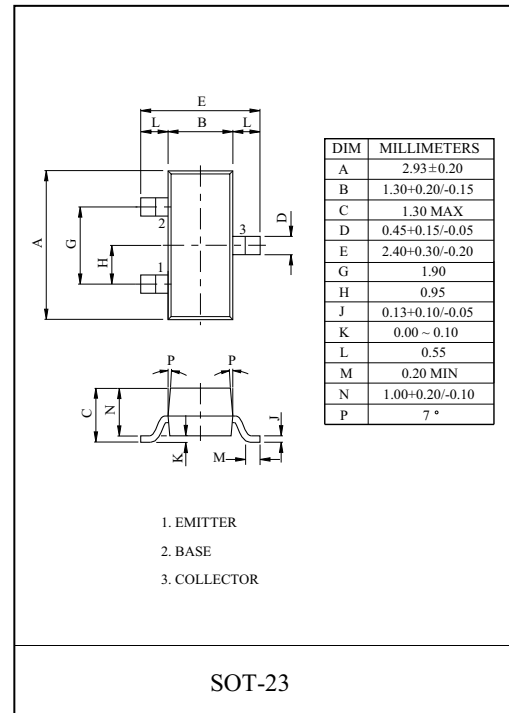 E
L B L
A
G
H
2
1
3
D
P P
C
N
K
M
J
DIM MILLIMETERS
A 2.93±0.20
B 1.30+0.20/-0.15
C 1.30 MAX
D 0.45+0.15/-0.05
E 2.40+0.30/-0.20
G 1.90
H 0.95
J 0.13+0.10/-0.05
K 0.00 ~ 0.10
L 0.55
M 0.20 MIN
N 1.00+0.20/-0.10
P 7 °
1. EMITTER
2. BASE
3. COLLECTOR
SOT-23